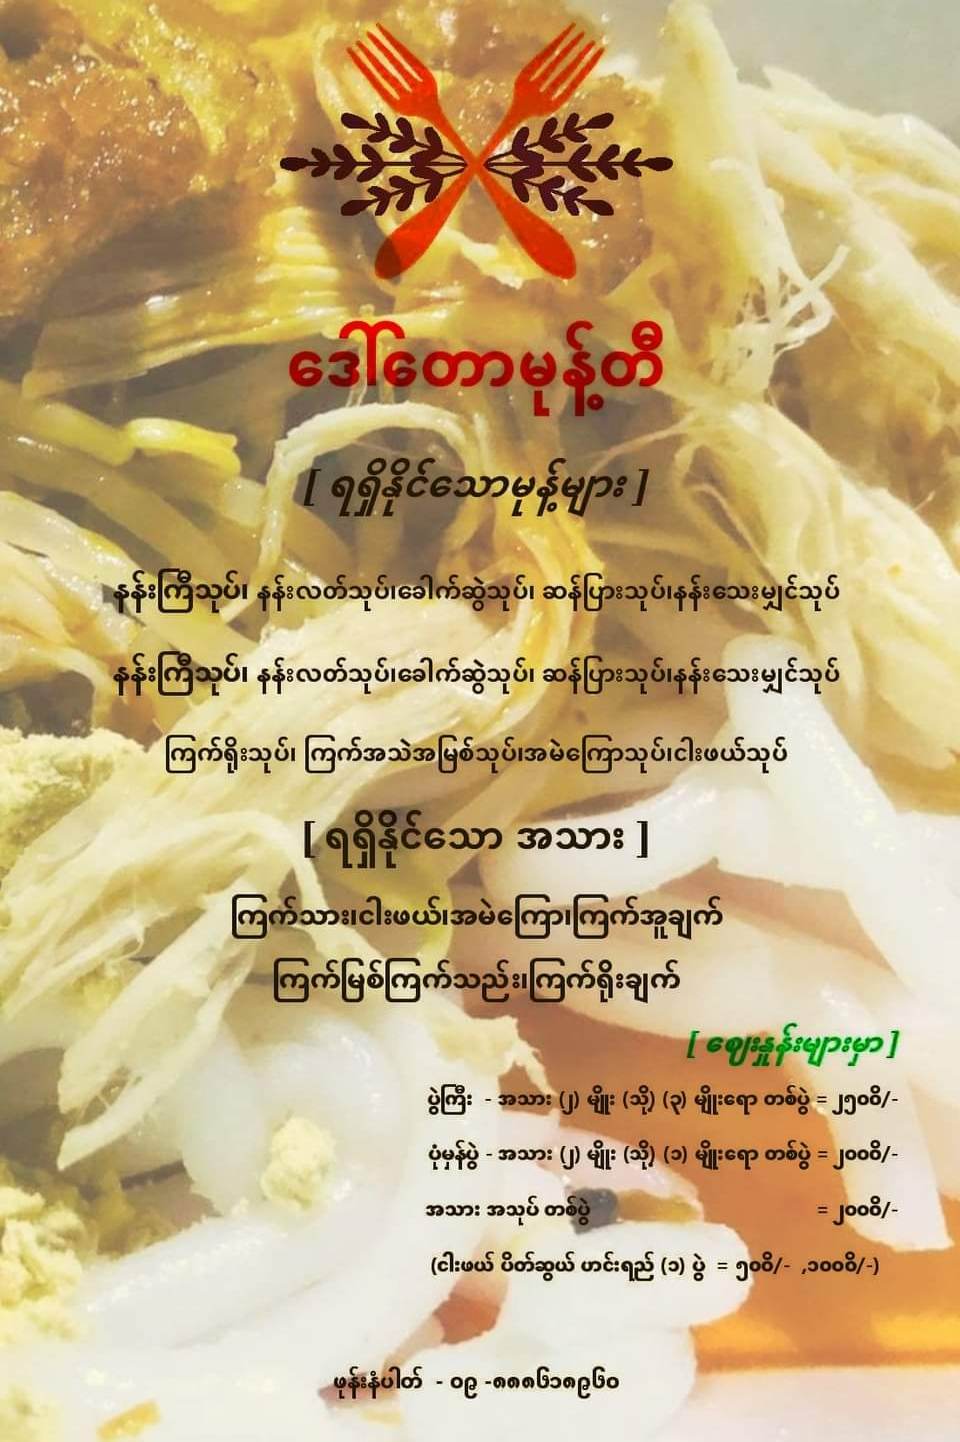 ဒေါ်တောမုန့်တီ
[ ရရှိနိုင်သောမုန့်များ ]
နန်းကြီသုပ်၊ နန်းလတ်သုပ်၊ခေါက်ဆွဲသုပ်၊ ဆန်ပြားသုပ်၊နန်းသေးမျှင်သုပ်
နန်းကြီသုပ်၊ နန်းလတ်သုပ်၊ခေါက်ဆွဲသုပ်၊ ဆန်ပြားသုပ်၊နန်းသေးမျှင်သုပ်
ကြက်ရိုးသုပ်၊ ကြက်အသဲအမြစ်သုပ်၊အမဲကြောသုပ်၊ငါးဖယ်သုပ်
[ ရရှိနိုင်သော အသား ]
ကြက်သား၊ငါးဖယ်၊အမဲကြော၊ကြက်အူချက်
ကြက်မြစ်ကြက်သည်း၊ကြက်ရိုးချက်
[ ဈေးနှုန်းများမှာ ]
ပွဲကြီး - အသား (၂) မျိုး (သို့) (၃) မျိုးရော တစ်ပွဲ = ၂၅၀၀ိ/-
ပုံမှန်ပွဲ - အသား (၂) မျိုး (သို့) (၁) မျိုးရော တစ်ပွဲ = ၂၀၀၀ိ/-
အသား အသုပ် တစ်ပွဲ = ၂၀၀၀ိ/-
(ငါးဖယ် ပိတ်ဆွယ် ဟင်းရည် (၁) ပွဲ = ၅၀၀ိ/- ,၁၀၀၀ိ/-)
ဖုန်းနံပါတ် - ၀၉ -၈၈၈၆၁၈၉၆၀